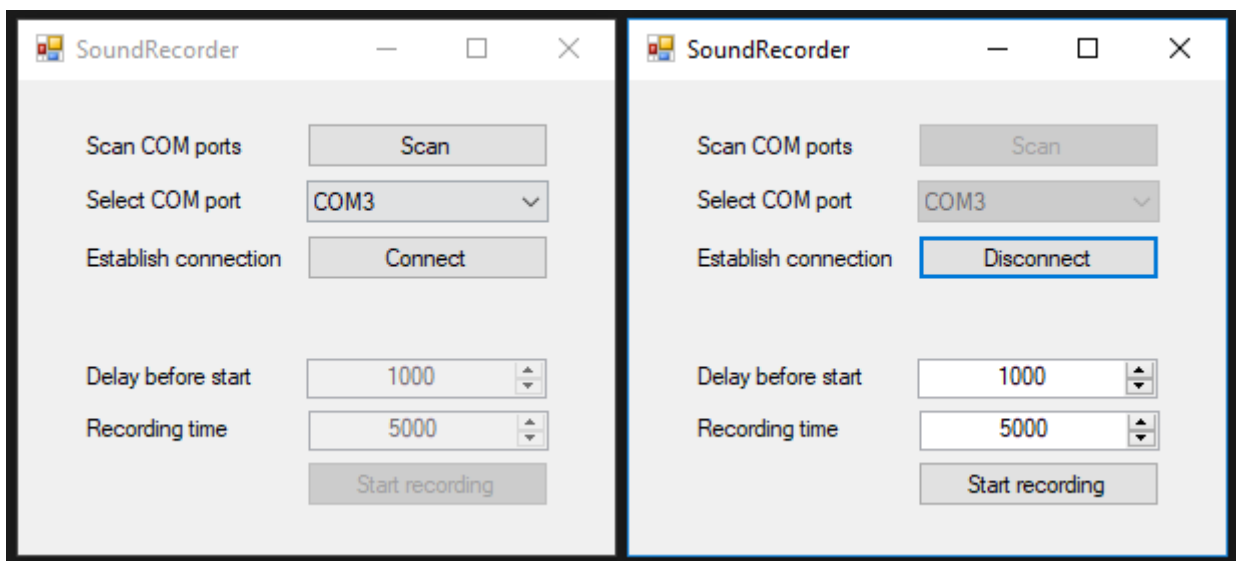 SoundRecorder
Scan COM ports Scan
Select COM port COM3
Establish connection Connect
Delay before start 1000
Recording time 5000
Start recording
SoundRecorder
Scan COM ports Scan
Select COM port COM3
Establish connection Disconnect
Delay before start 1000
Recording time 5000
Start recording